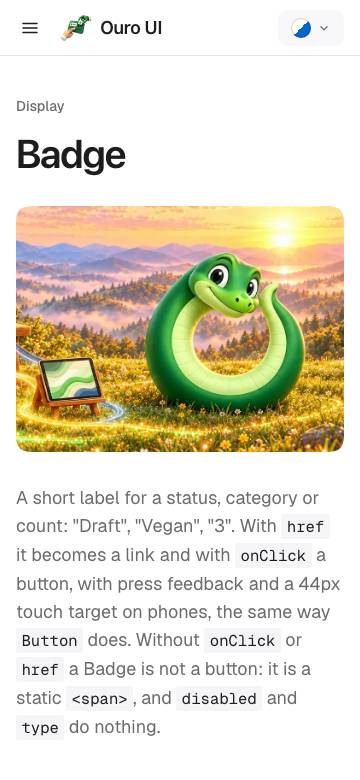 Ouro UI
Display
Badge
A short label for a status, category or
count: "Draft", "Vegan", "3". With href
it becomes a link and with onClick a
button, with press feedback and a 44px
touch target on phones, the same way
Button does. Without onClick or
href a Badge is not a button: it is a
static <span>, and disabled and
type do nothing.